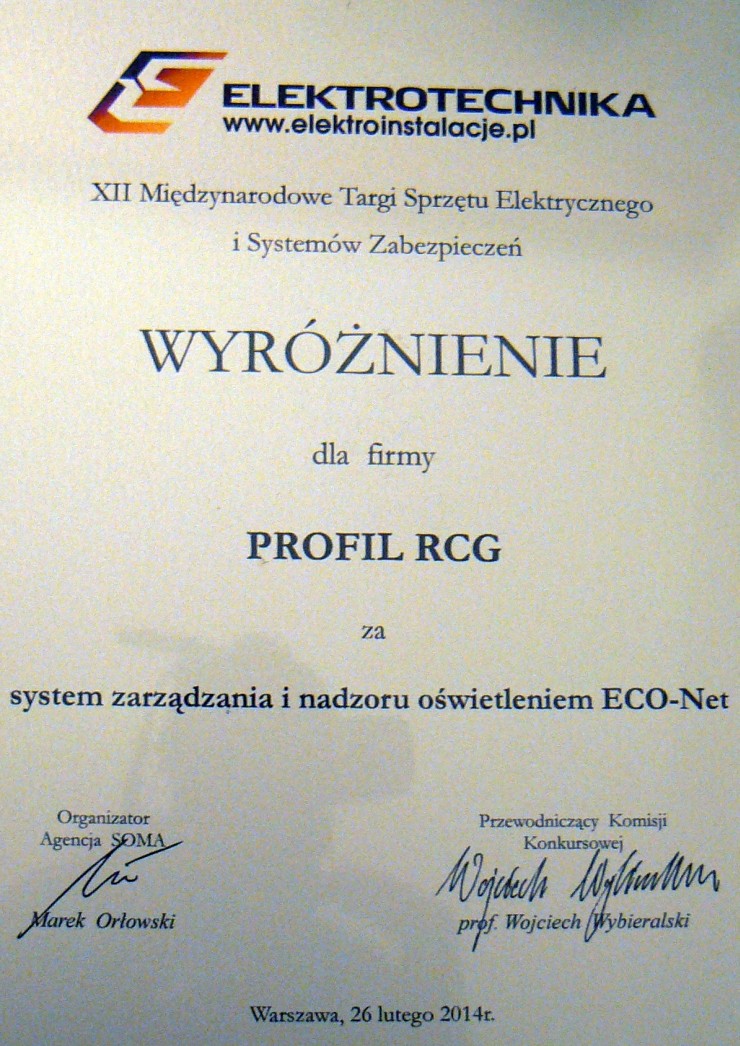 ELEKTROTECHNIKA
www.elektroinstalacje.pl
XII Międzynarodowe Targi Sprzętu Elektrycznego
i Systemów Zabezpieczeń
WYRÓŻNIENIE
dla firmy
PROFIL RCG
za
system zarządzania i nadzoru oświetleniem ECO-Net
Organizator
Agencja SOMA
Marek Orłowski
Przewodniczący Komisji
Konkursowej
Wojciech Wybieralski
prof. Wojciech Wybieralski
Warszawa, 26 lutego 2014r.